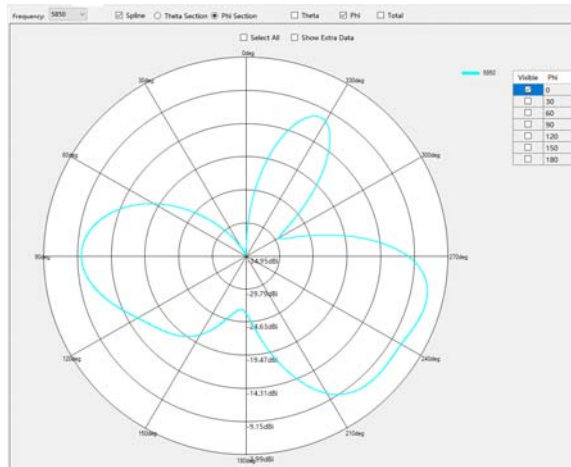 Frequency: 5850 Spline Theta Section Phi Section Theta Phi Total
Select All Show Extra Data
0deg
5850
Visible Phi
0
30
60
90
120
150
180
30deg
330deg
60deg
300deg
90deg
270deg
-34.95dBi
-29.79dBi
-24.63dBi
-19.47dBi
-14.31dBi
-9.15dBi
120deg
240deg
150deg
210deg
180deg